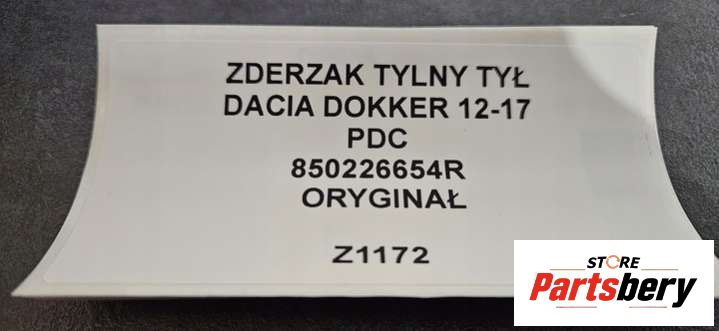 ZDERZAK TYLNY TYŁ
DACIA DOKKER 12-17
PDC
850226654R
ORYGINAŁ
Z1172
STORE
Partsbery